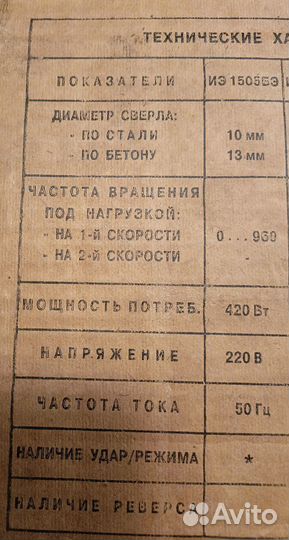 ТЕХНИЧЕСКИЕ ХА
ПОКАЗАТЕЛИ ИЭ 1505БЭ
ДИАМЕТР СВЕРЛА:
- ПО СТАЛИ 10 мм
- ПО БЕТОНУ 13 мм
ЧАСТОТА ВРАЩЕНИЯ
ПОД НАГРУЗКОЙ:
- НА 1-й СКОРОСТИ 0...960
- НА 2-й СКОРОСТИ -
МОЩНОСТЬ ПОТРЕБ. 420 Вт
НАПРЯЖЕНИЕ 220 В
ЧАСТОТА ТОКА 50 Гц
НАЛИЧИЕ УДАР/РЕЖИМА *
НАЛИЧИЕ РЕВЕРСА
Avito